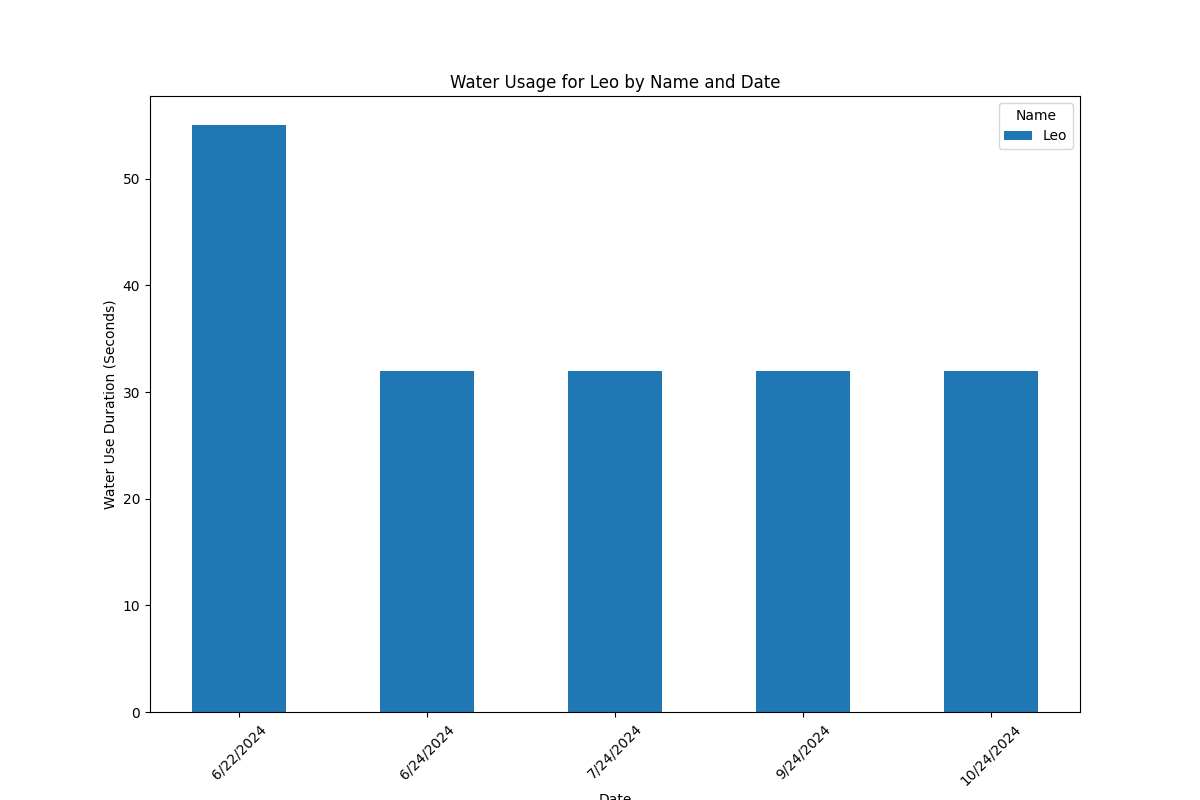 Water Usage for Leo by Name and Date
Name
Leo
Water Use Duration (Seconds)
50
40
30
20
10
0
6/22/2024
6/24/2024
7/24/2024
9/24/2024
10/24/2024
Date